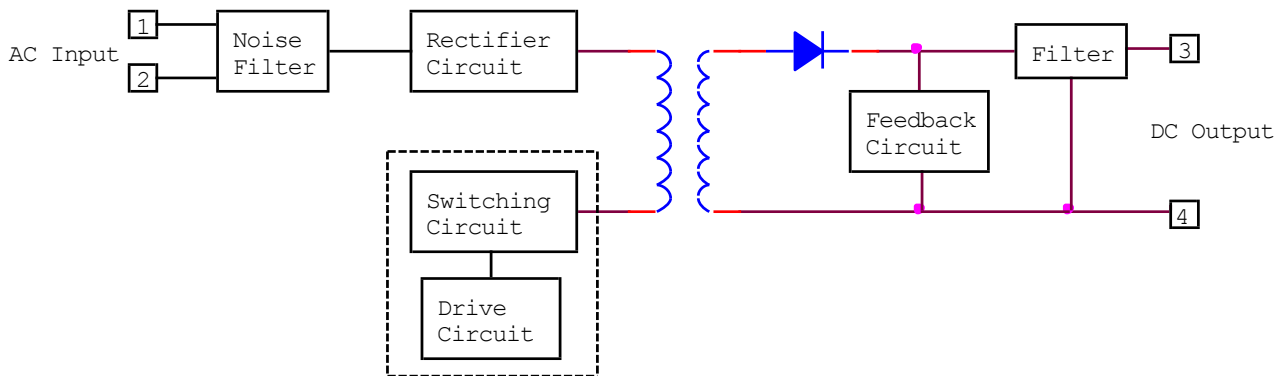 1
AC Input
2
Noise
Filter
Rectifier
Circuit
Filter
3
Feedback
Circuit
DC Output
Switching
Circuit
4
Drive
Circuit